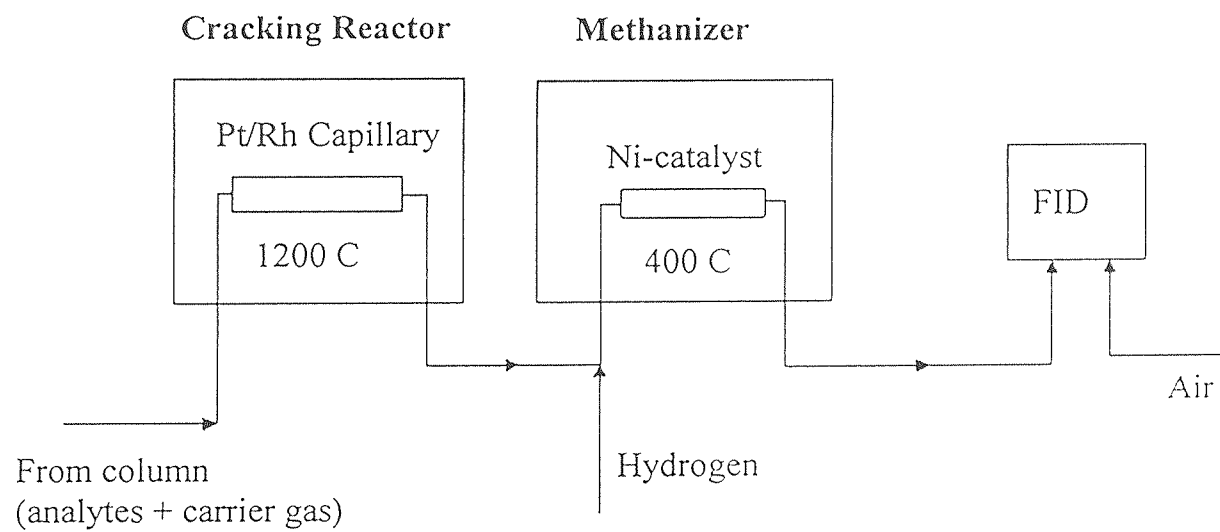 Cracking Reactor
Methanizer
Pt/Rh Capillary
1200 C
Ni-catalyst
400 C
FID
Air
Hydrogen
From column
(analytes + carrier gas)